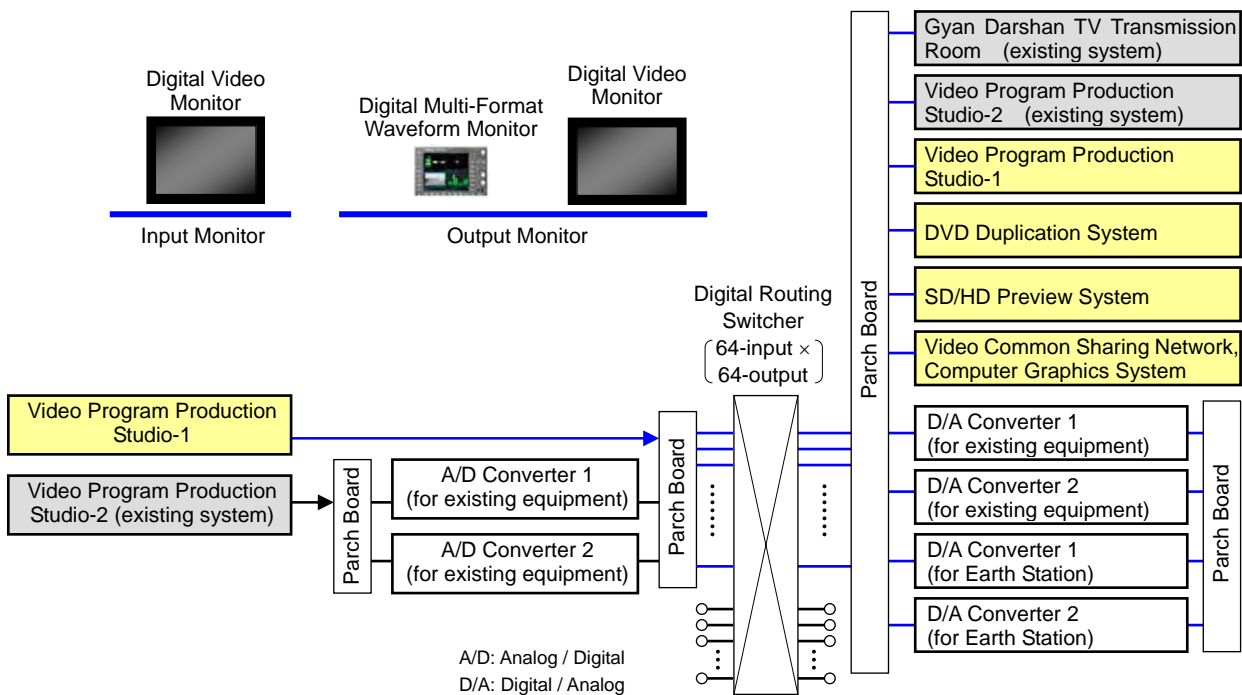 Digital Video
Monitor
Digital Multi-Format
Waveform Monitor
Digital Video
Monitor
Input Monitor
Output Monitor
Digital Routing
Switcher
64-input ×
64-output
Video Program Production
Studio-1
Video Program Production
Studio-2 (existing system)
Parch Board
A/D Converter 1
(for existing equipment)
A/D Converter 2
(for existing equipment)
Parch Board
A/D: Analog / Digital
D/A: Digital / Analog
Parch Board
Gyan Darshan TV Transmission
Room (existing system)
Video Program Production
Studio-2 (existing system)
Video Program Production
Studio-1
DVD Duplication System
SD/HD Preview System
Video Common Sharing Network,
Computer Graphics System
D/A Converter 1
(for existing equipment)
D/A Converter 2
(for existing equipment)
D/A Converter 1
(for Earth Station)
D/A Converter 2
(for Earth Station)
Parch Board